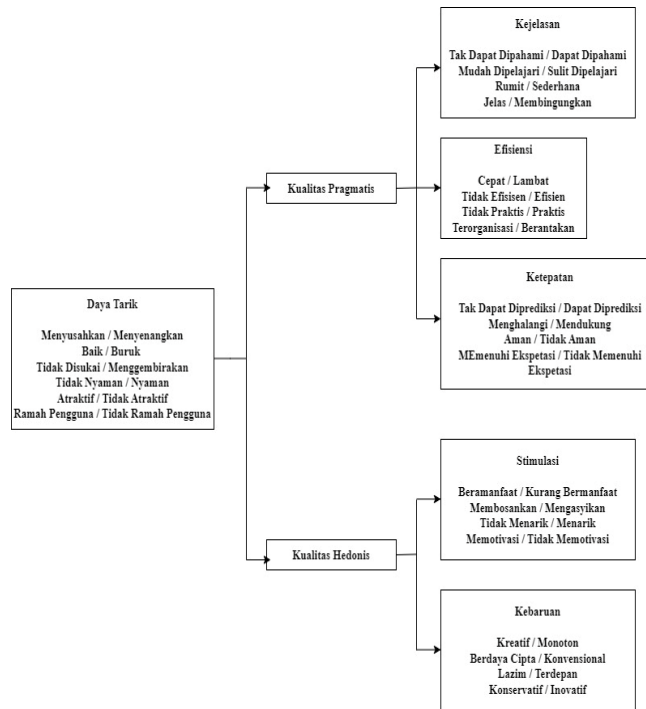 Daya Tarik
Menyusahkan / Menyenangkan
Baik / Buruk
Tidak Disukai / Menggembirakan
Tidak Nyaman / Nyaman
Atraktif / Tidak Atraktif
Ramah Pengguna / Tidak Ramah Pengguna
Kualitas Pragmatis
Kejelasan
Tak Dapat Dipahami / Dapat Dipahami
Mudah Dipelajari / Sulit Dipelajari
Rumit / Sederhana
Jelas / Membingungkan
Efisiensi
Cepat / Lambat
Tidak Efisisen / Efisien
Tidak Praktis / Praktis
Terorganisasi / Berantakan
Ketepatan
Tak Dapat Diprediksi / Dapat Diprediksi
Menghalangi / Mendukung
Aman / Tidak Aman
MEmenuhi Ekspetasi / Tidak Memenuhi
Ekspetasi
Kualitas Hedonis
Stimulasi
Beramanfaat / Kurang Bermanfaat
Membosankan / Mengasyikan
Tidak Menarik / Menarik
Memotivasi / Tidak Memotivasi
Kebaruan
Kreatif / Monoton
Berdaya Cipta / Konvensional
Lazim / Terdepan
Konservatif / Inovatif